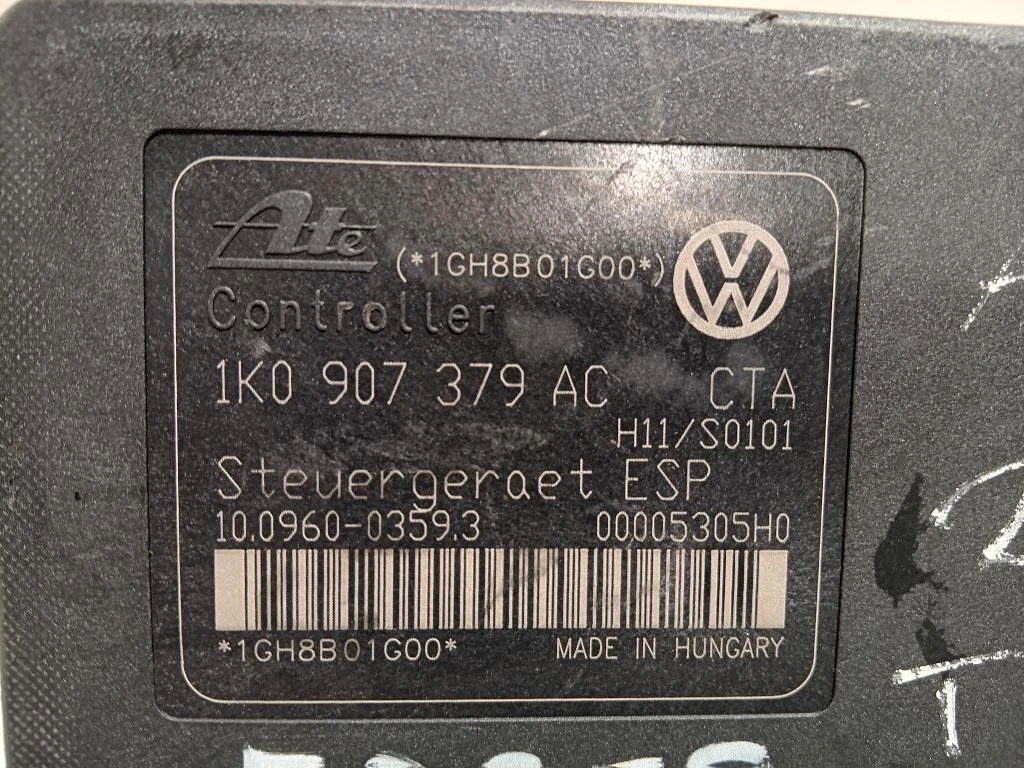 Ate (*1GH8B01G00*) VW
Controller
1K0 907 379 AC CTA
H11/S0101
Steuergeraet ESP
10.0960-0359.3 00005305H0
*1GH8B01G00* MADE IN HUNGARY